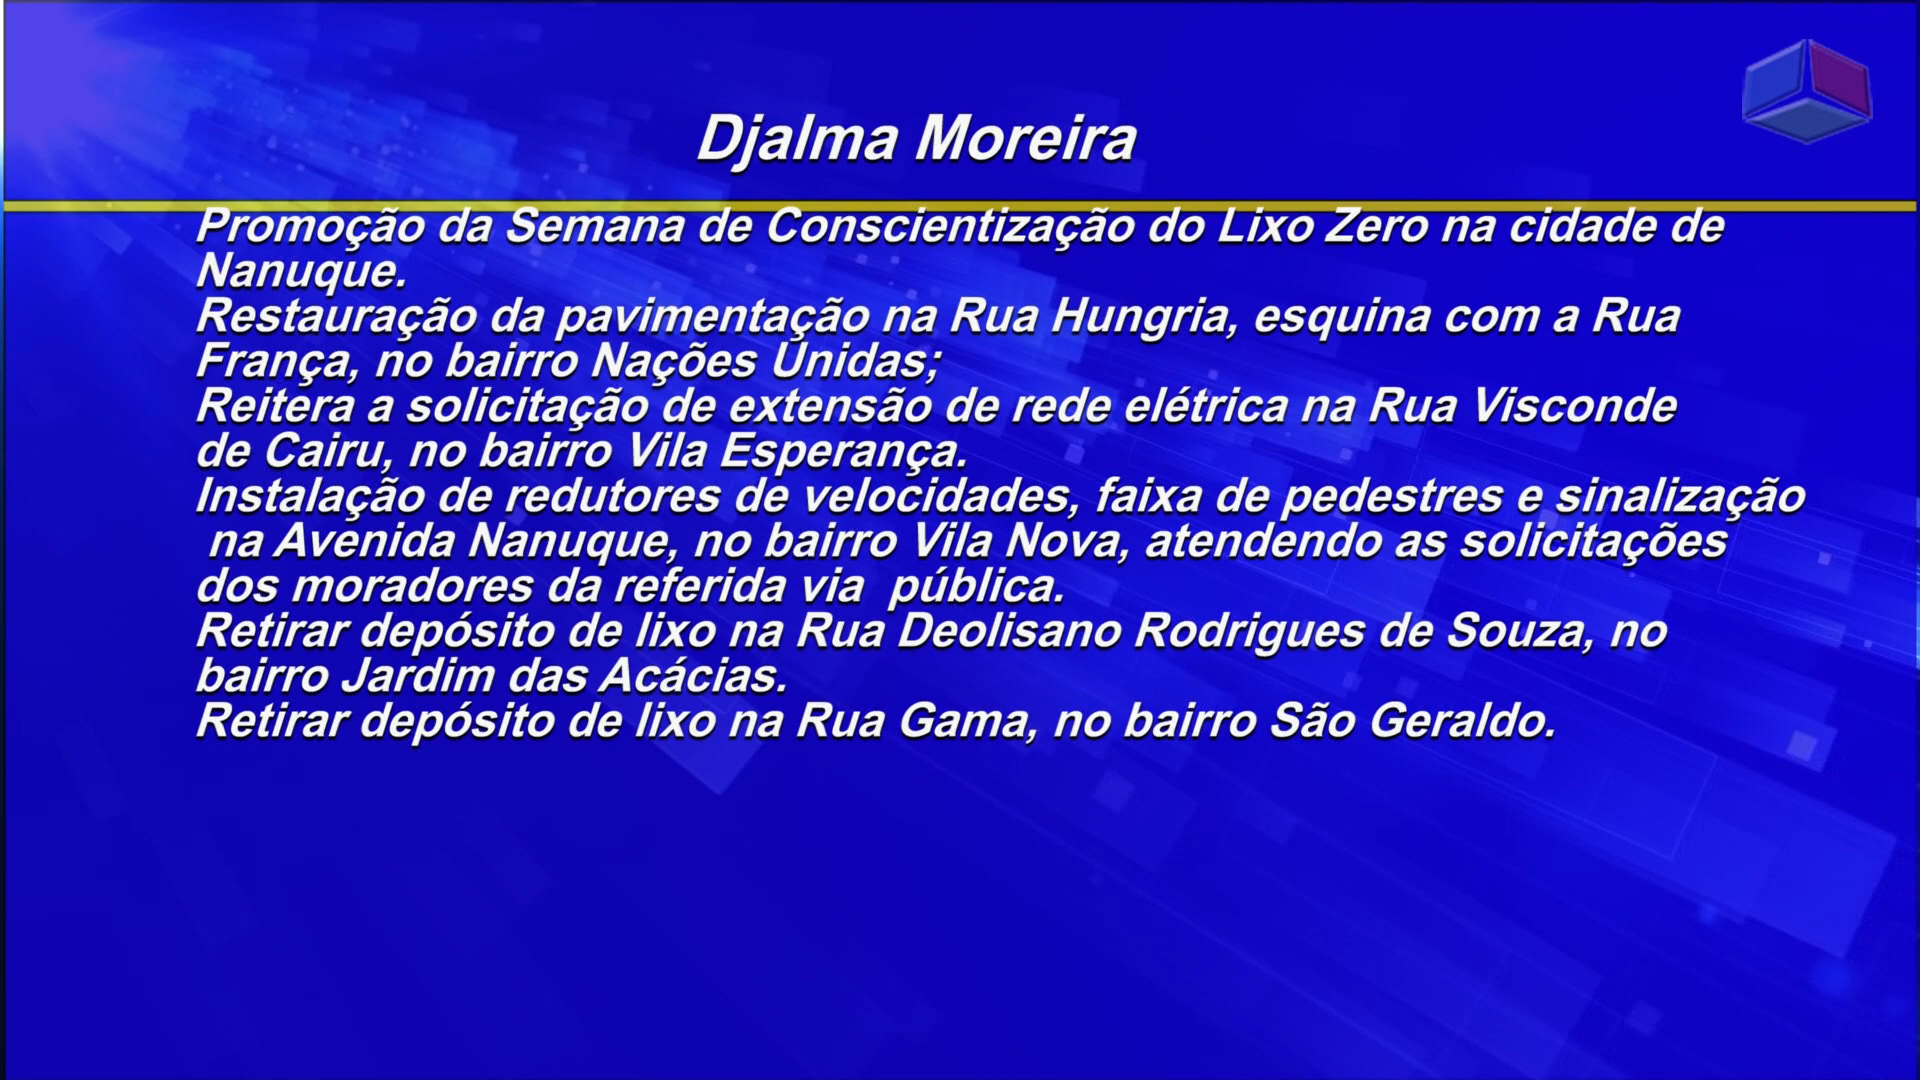 Djalma Moreira
Promoção da Semana de Conscientização do Lixo Zero na cidade de
Nanuque.
Restauração da pavimentação na Rua Hungria, esquina com a Rua
França, no bairro Nações Unidas;
Reitera a solicitação de extensão de rede elétrica na Rua Visconde
de Cairu, no bairro Vila Esperança.
Instalação de redutores de velocidades, faixa de pedestres e sinalização
na Avenida Nanuque, no bairro Vila Nova, atendendo as solicitações
dos moradores da referida via  pública.
Retirar depósito de lixo na Rua Deolisano Rodrigues de Souza, no
bairro Jardim das Acácias.
Retirar depósito de lixo na Rua Gama, no bairro São Geraldo.